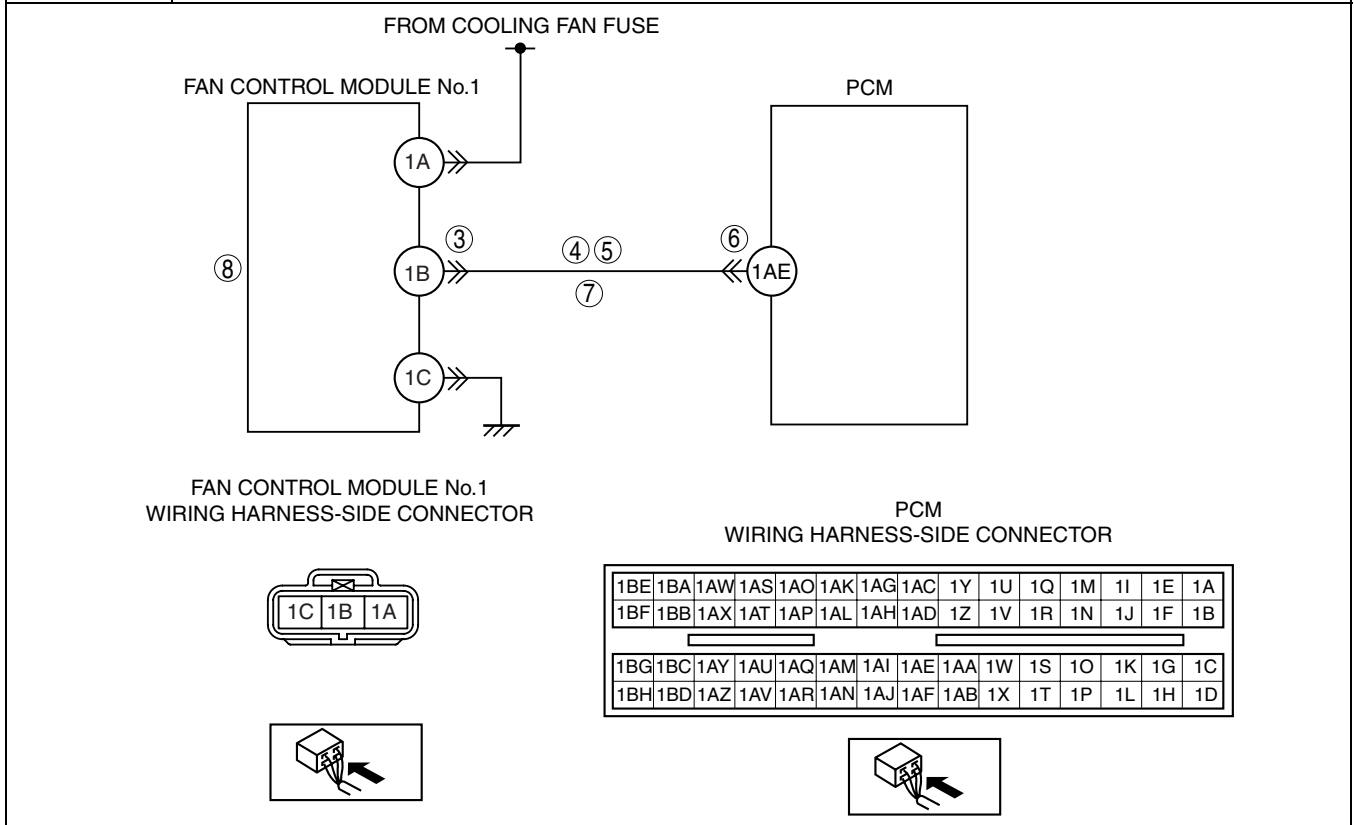 FROM COOLING FAN FUSE
FAN CONTROL MODULE No.1
PCM
1A
③
④⑤
⑥
⑧
1B
1AE
⑦
1C
FAN CONTROL MODULE No.1
WIRING HARNESS-SIDE CONNECTOR
PCM
WIRING HARNESS-SIDE CONNECTOR
1C 1B 1A
1BE 1BA 1AW 1AS 1AO 1AK 1AG 1AC 1Y 1U 1Q 1M 1I 1E 1A
1BF 1BB 1AX 1AT 1AP 1AL 1AH 1AD 1Z 1V 1R 1N 1J 1F 1B
1BG 1BC 1AY 1AU 1AQ 1AM 1AI 1AE 1AA 1W 1S 1O 1K 1G 1C
1BH 1BD 1AZ 1AV 1AR 1AN 1AJ 1AF 1AB 1X 1T 1P 1L 1H 1D